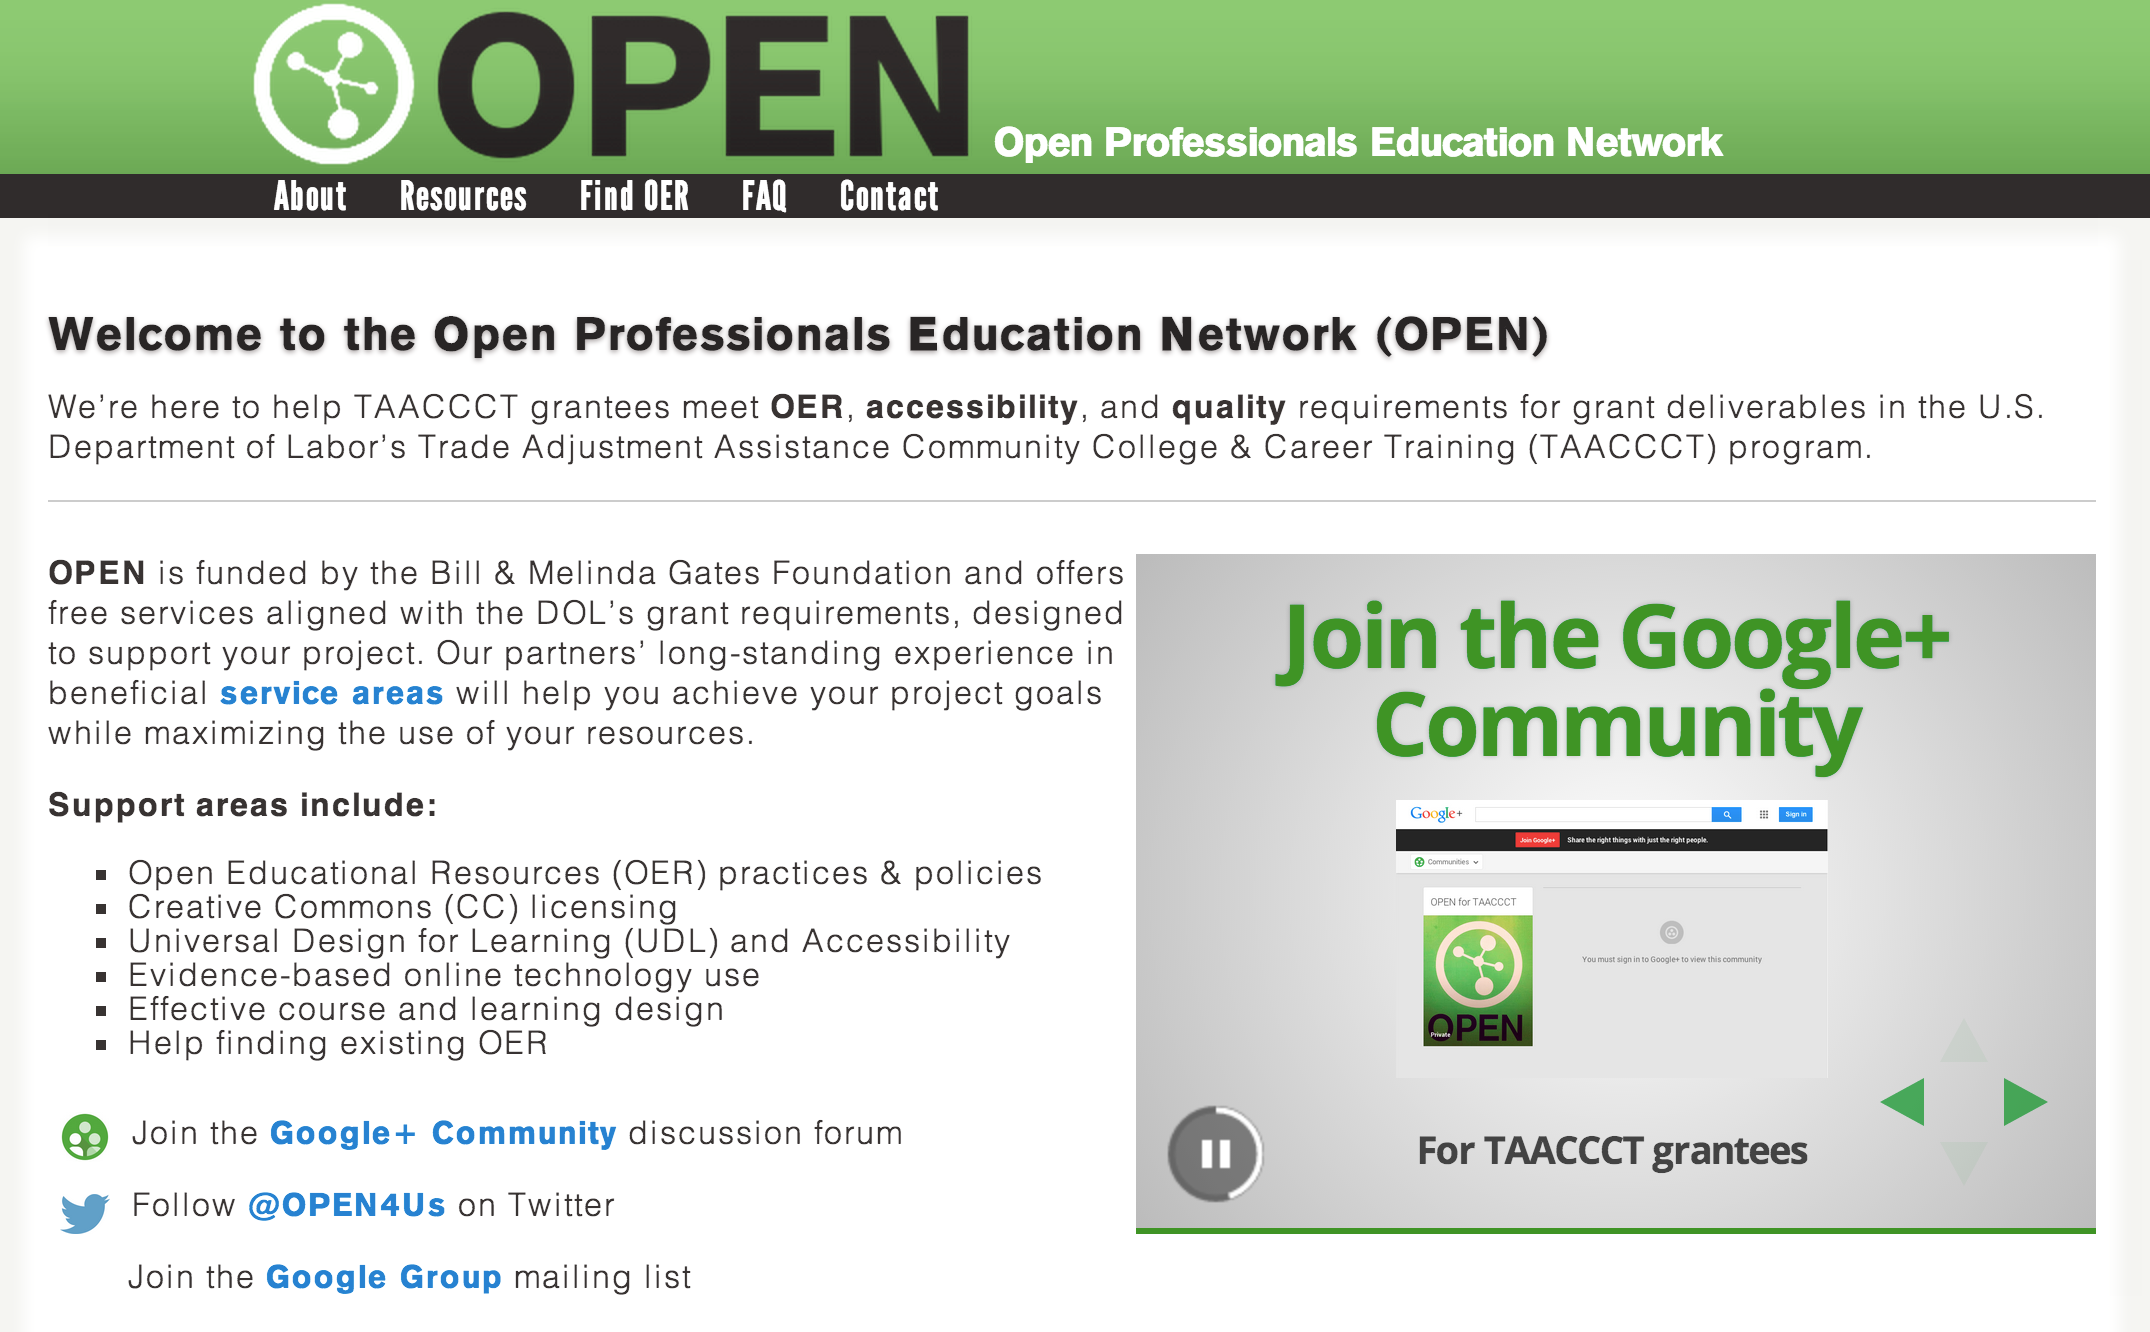 OPEN
Open Professionals Education Network
About Resources Find OER FAQ Contact
Welcome to the Open Professionals Education Network (OPEN)
We’re here to help TAACCCT grantees meet OER, accessibility, and quality requirements for grant deliverables in the U.S.
Department of Labor’s Trade Adjustment Assistance Community College & Career Training (TAACCCT) program.
OPEN is funded by the Bill & Melinda Gates Foundation and offers
free services aligned with the DOL’s grant requirements, designed
to support your project. Our partners’ long-standing experience in
beneficial service areas will help you achieve your project goals
while maximizing the use of your resources.
Support areas include:
Open Educational Resources (OER) practices & policies
Creative Commons (CC) licensing
Universal Design for Learning (UDL) and Accessibility
Evidence-based online technology use
Effective course and learning design
Help finding existing OER
Join the Google+ Community discussion forum
Follow @OPEN4Us on Twitter
Join the Google Group mailing list
Join the Google+
Community
Google+
Sign in
Join Google+ Share the right things with just the right people.
Communities
OPEN for TAACCCT
OPEN
Private
You must sign in to Google+ to view this community
For TAACCCT grantees